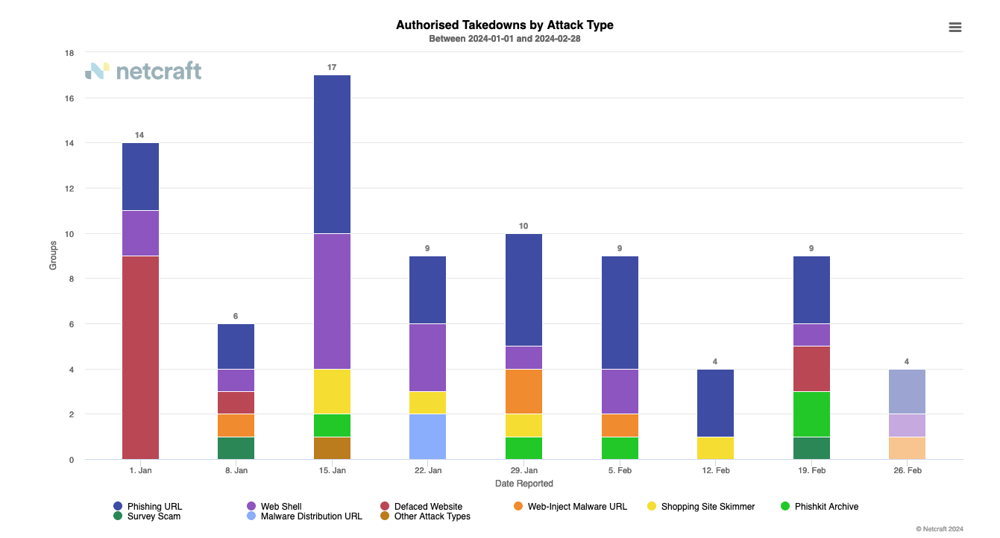 Authorised Takedowns by Attack Type
Between 2024-01-01 and 2024-02-28
netcraft
18
16
14
12
10
8
6
4
2
0
Groups
14
6
17
9
10
9
4
9
4
1. Jan 8. Jan 15. Jan 22. Jan 29. Jan 5. Feb 12. Feb 19. Feb 26. Feb
Date Reported
Phishing URL Web Shell Defaced Website Web-Inject Malware URL Shopping Site Skimmer Phishkit Archive
Survey Scam Malware Distribution URL Other Attack Types
© Netcraft 2024